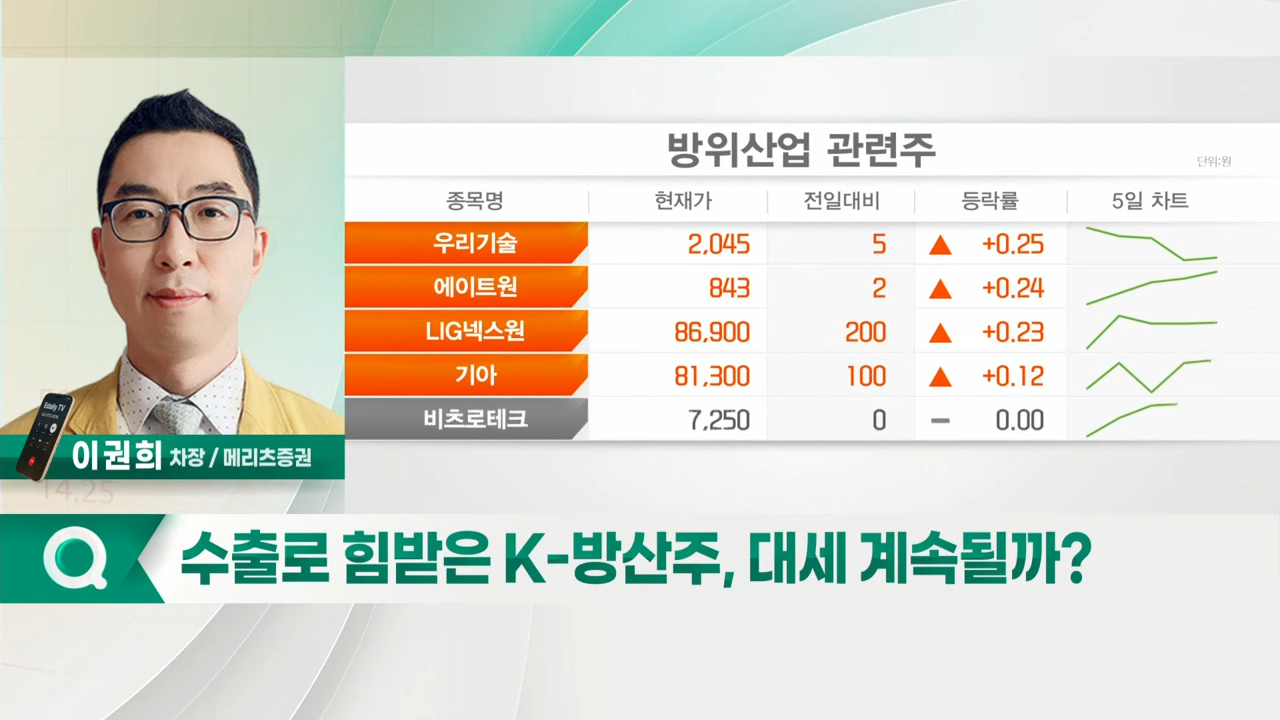 방위산업 관련주
단위:원
종목명 현재가 전일대비 등락률 5일 차트
우리기술 2,045 5 ▲ +0.25
에이트원 843 2 ▲ +0.24
LIG넥스원 86,900 200 ▲ +0.23
기아 81,300 100 ▲ +0.12
비츠로테크 7,250 0 - 0.00
Edaily TV
이권희 차장 / 메리츠증권
14.25
Q 수출로 힘받은 K-방산주, 대세 계속될까?